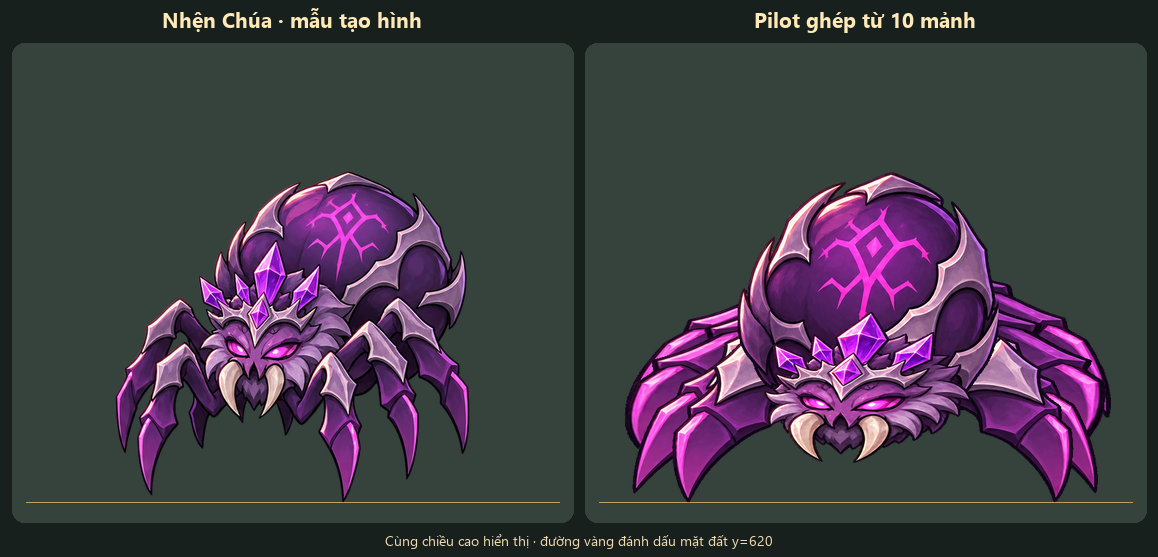 Nhện Chúa · mẫu tạo hình
Pilot ghép từ 10 mảnh
Cùng chiều cao hiển thị · đường vàng đánh dấu mặt đất y=620